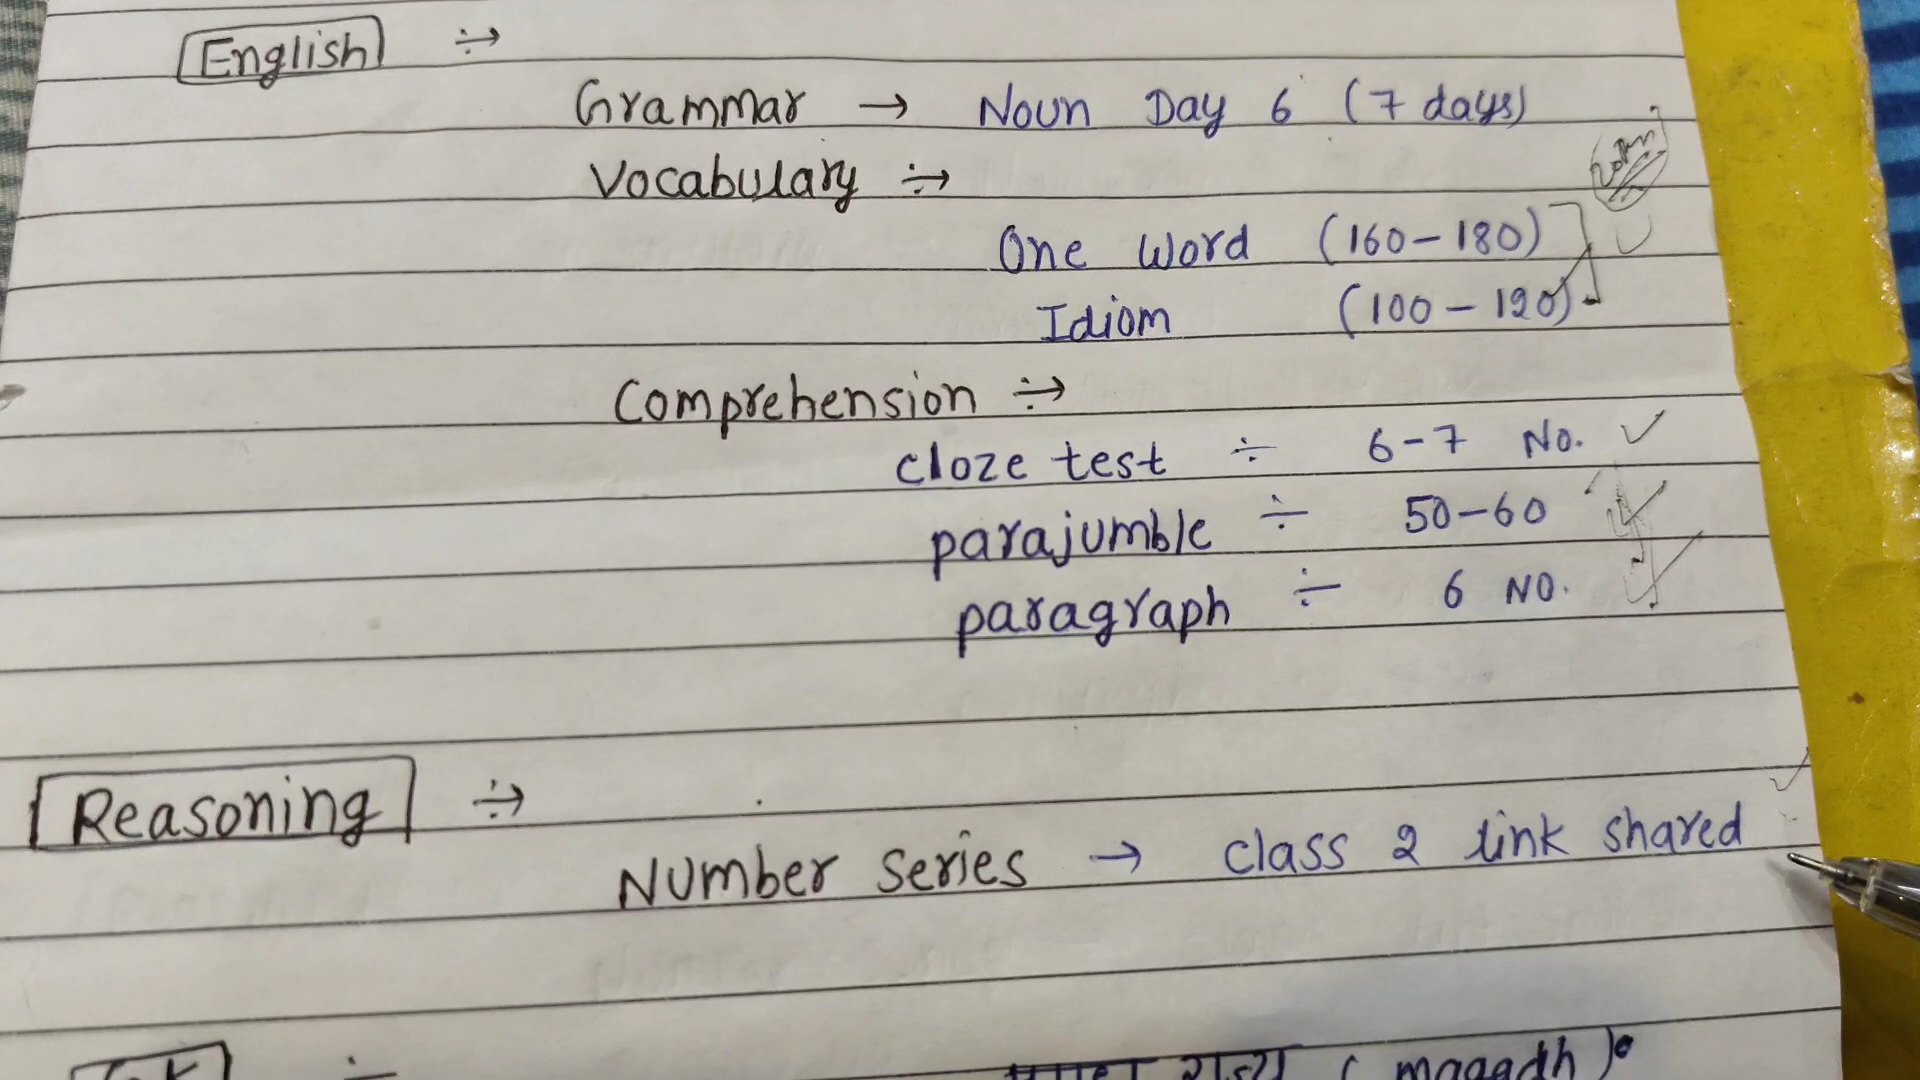 English ÷→
Grammar → Noun Day 6 (7 days)
Vocabulary ÷→
One Word (160-180)
Idiom (100-120)
Comprehension ÷→
cloze test ÷ 6-7 No. ✓
parajumble ÷ 50-60 ✓
paragraph ÷ 6 NO. ✓
Reasoning ÷→
Number series → class 2 link shared ✓
(magadh)